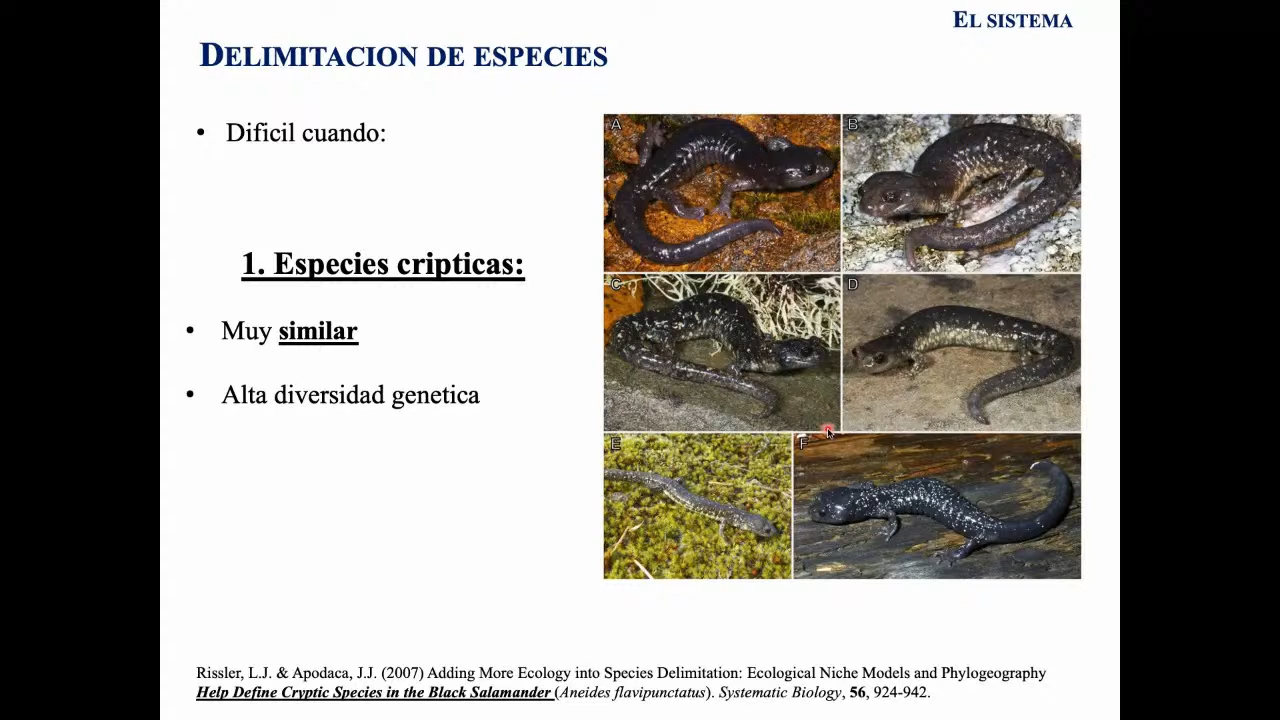 EL SISTEMA
DELIMITACION DE ESPECIES
• Dificil cuando:
1. Especies cripticas:
• Muy similar
• Alta diversidad genetica
A
B
C
D
E
F
Rissler, L.J. & Apodaca, J.J. (2007) Adding More Ecology into Species Delimitation: Ecological Niche Models and Phylogeography
Help Define Cryptic Species in the Black Salamander (Aneides flavipunctatus). Systematic Biology, 56, 924-942.